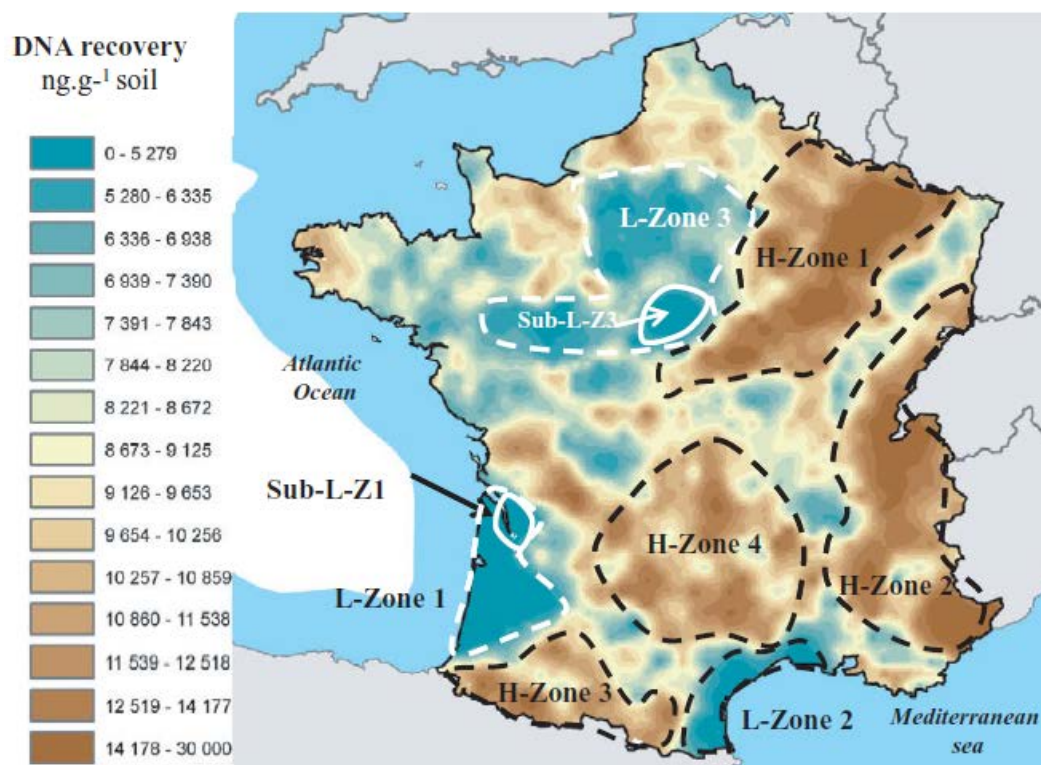 DNA recovery
ng.g-¹ soil
0 - 5 279
5 280 - 6 335
6 336 - 6 938
6 939 - 7 390
7 391 - 7 843
7 844 - 8 220
8 221 - 8 672
8 673 - 9 125
9 126 - 9 653
9 654 - 10 256
10 257 - 10 859
10 860 - 11 538
11 539 - 12 518
12 519 - 14 177
14 178 - 30 000
L-Zone 3
H-Zone 1
Sub-L-Z3
Atlantic
Ocean
Sub-L-Z1
H-Zone 4
L-Zone 1
H-Zone 2
H-Zone 3
L-Zone 2
Mediterranean
sea